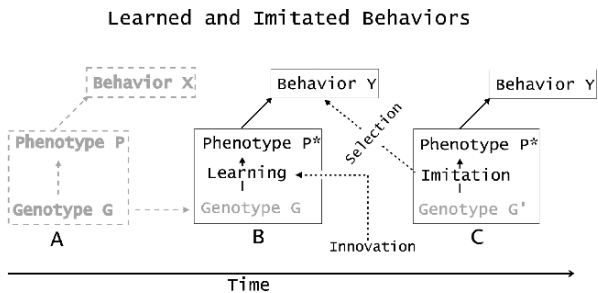 Learned and Imitated Behaviors
Behavior X
Behavior Y
Behavior Y
Selection
Phenotype P
Phenotype P*
Phenotype P*
Learning
Imitation
Genotype G
Genotype G
Genotype G'
A
B
C
Innovation
Time